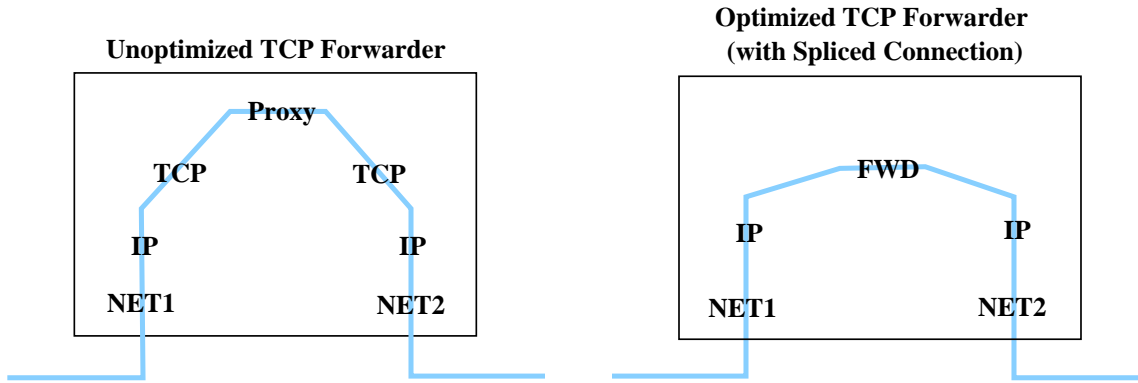 Unoptimized TCP Forwarder
Proxy
TCP
TCP
IP
IP
NET1
NET2
Optimized TCP Forwarder
(with Spliced Connection)
FWD
IP
IP
NET1
NET2